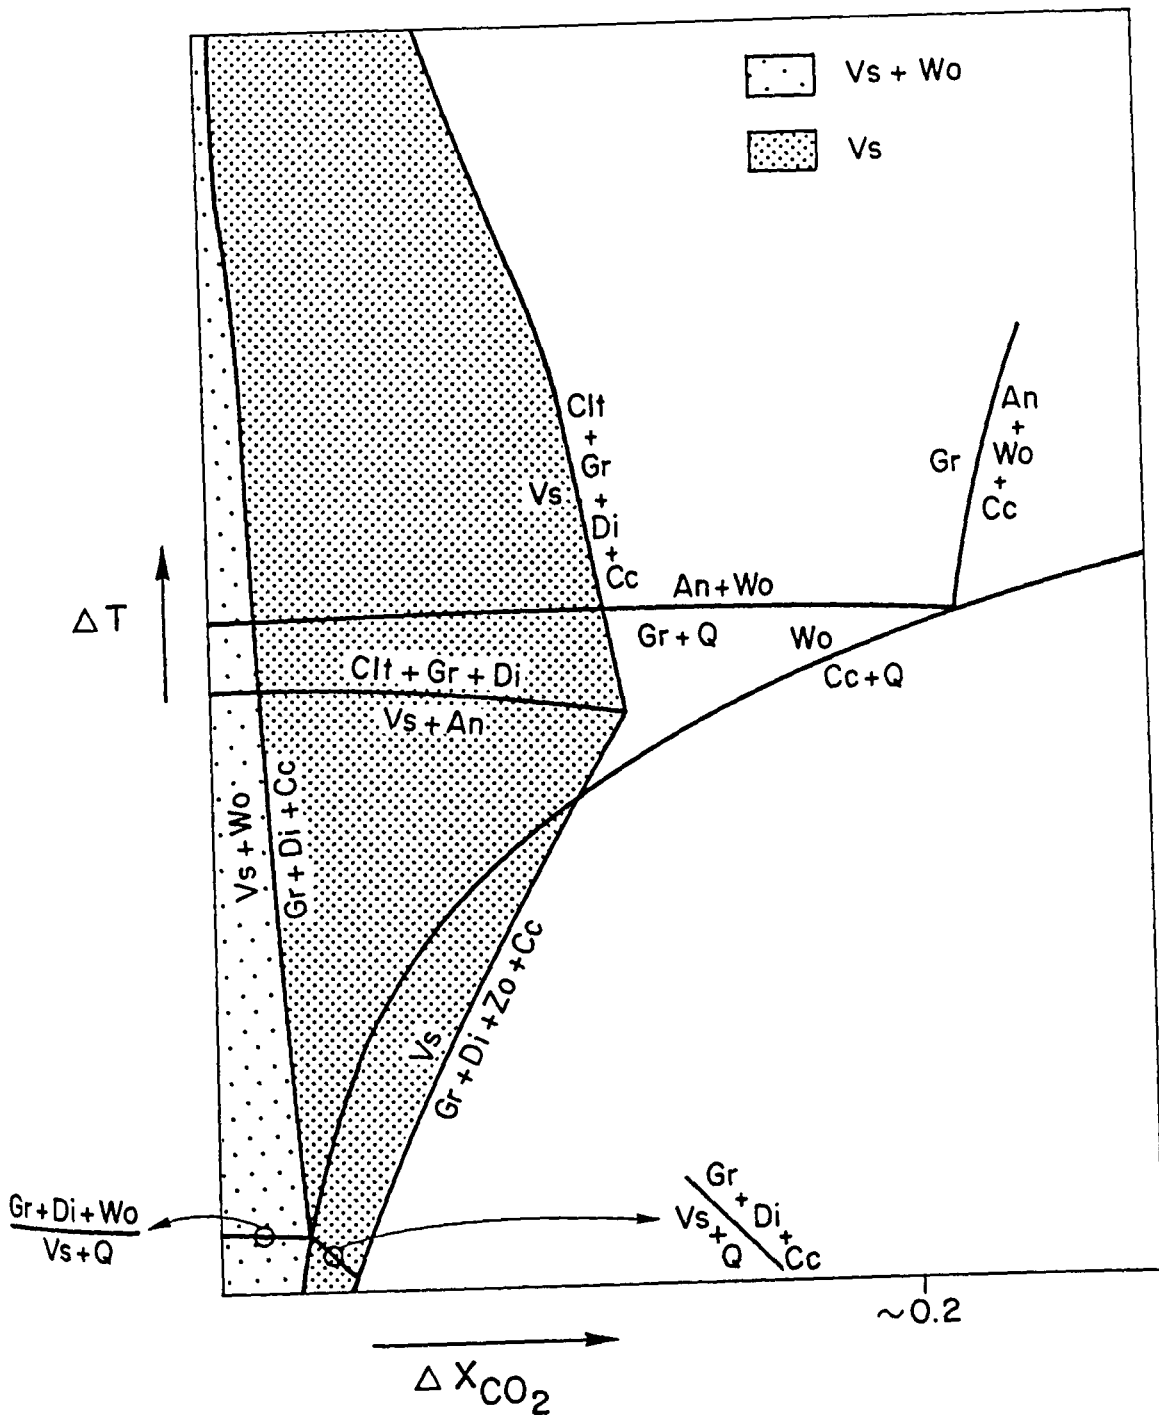 Vs + Wo
Vs
Clt
+
Gr
+
Di
+
Cc
Vs
An
+
Wo
+
Cc
Gr
ΔT
An+Wo
Gr+Q
Wo
Cc+Q
Clt+Gr+Di
Vs+An
Vs+Wo
Gr+Di+Cc
Vs
Gr+Di+Zo+Cc
Gr+Di+Wo
Vs+Q
Gr
+
Di
+
Cc
Vs
+
Q
~0.2
ΔXCO2